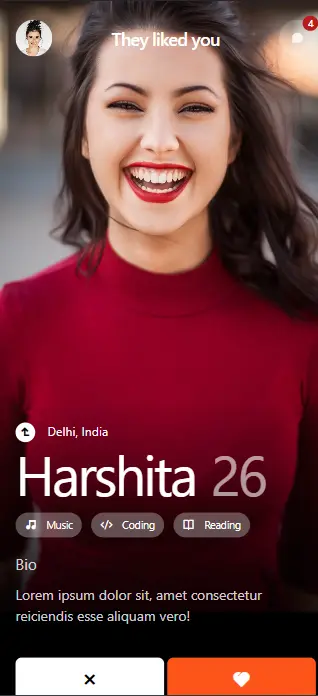 They liked you
4
Delhi, India
Harshita 26
Music Coding Reading
Bio
Lorem ipsum dolor sit, amet consectetur
reiciendis esse aliquam vero!